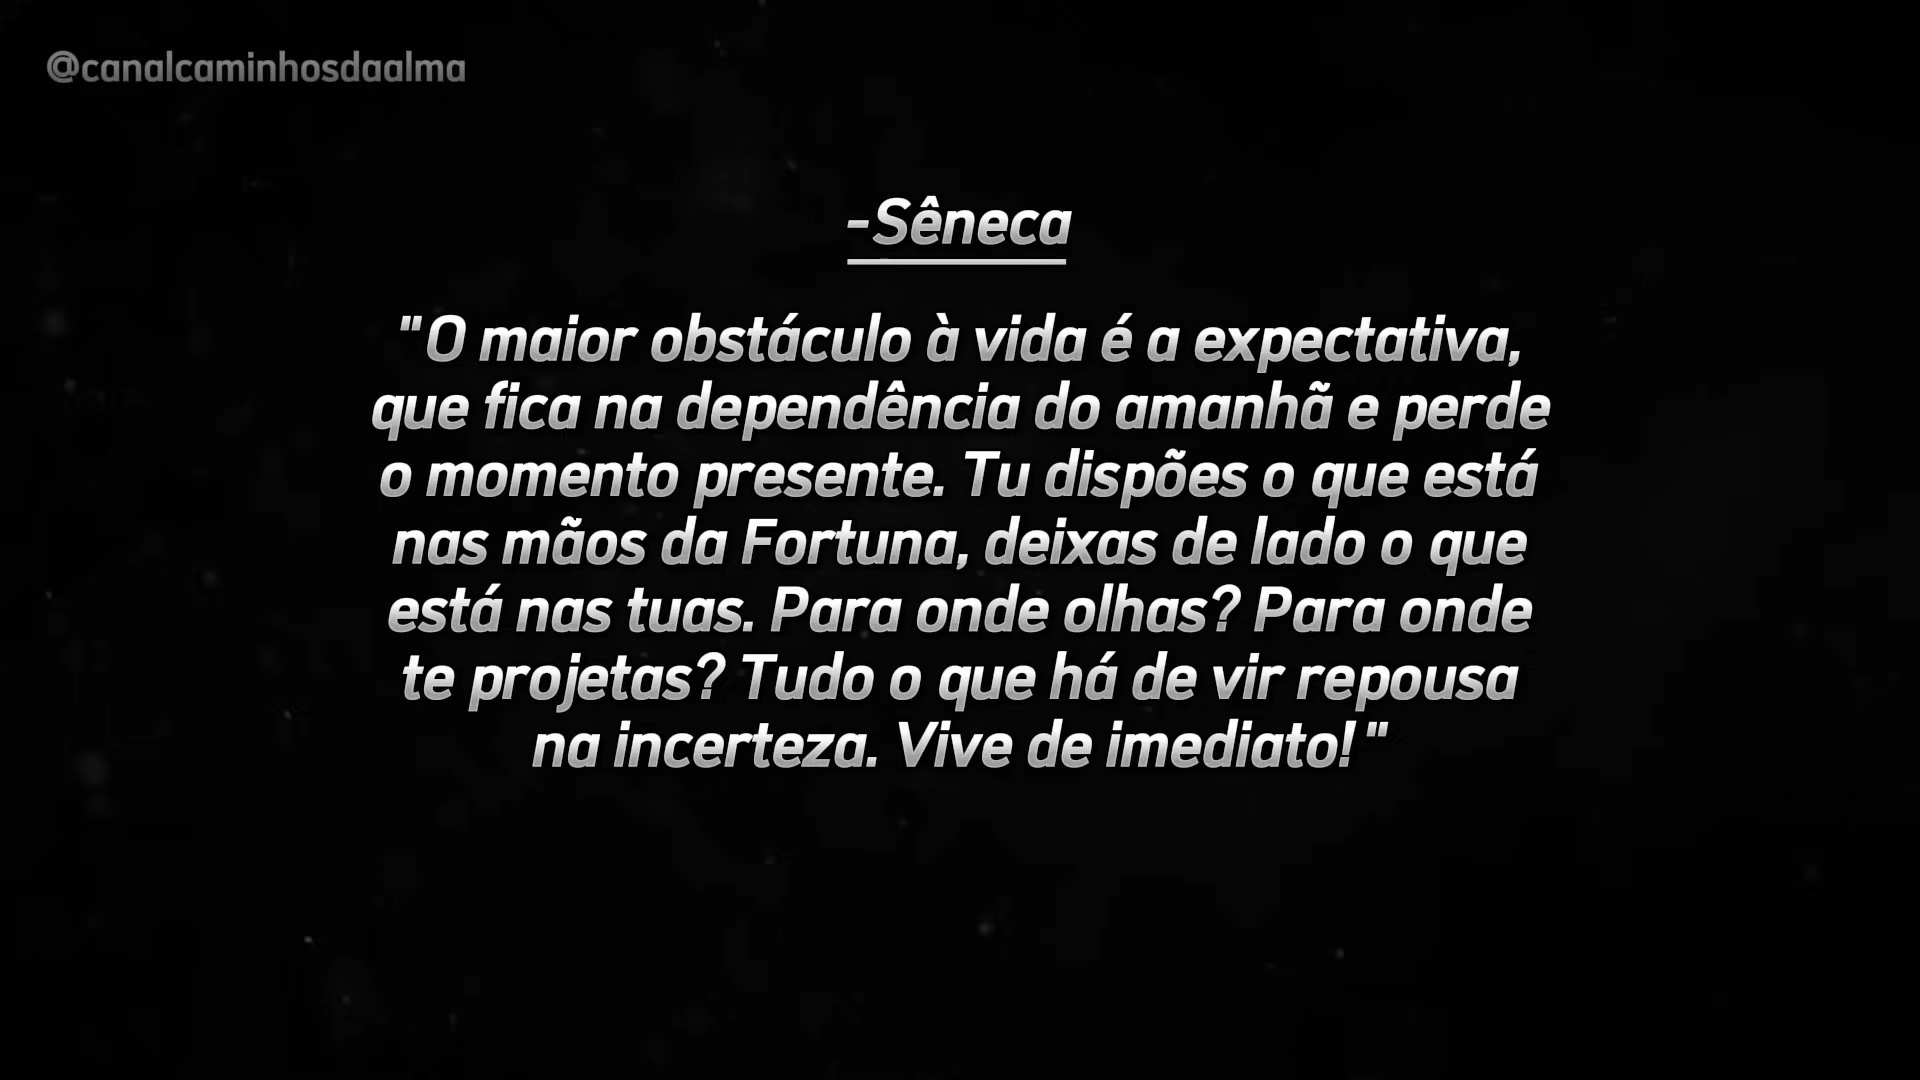 @canalcaminhosdaalma
-Sêneca
"O maior obstáculo à vida é a expectativa,
que fica na dependência do amanhã e perde
o momento presente. Tu dispões o que está
nas mãos da Fortuna, deixas de lado o que
está nas tuas. Para onde olhas? Para onde
te projetas? Tudo o que há de vir repousa
na incerteza. Vive de imediato!"